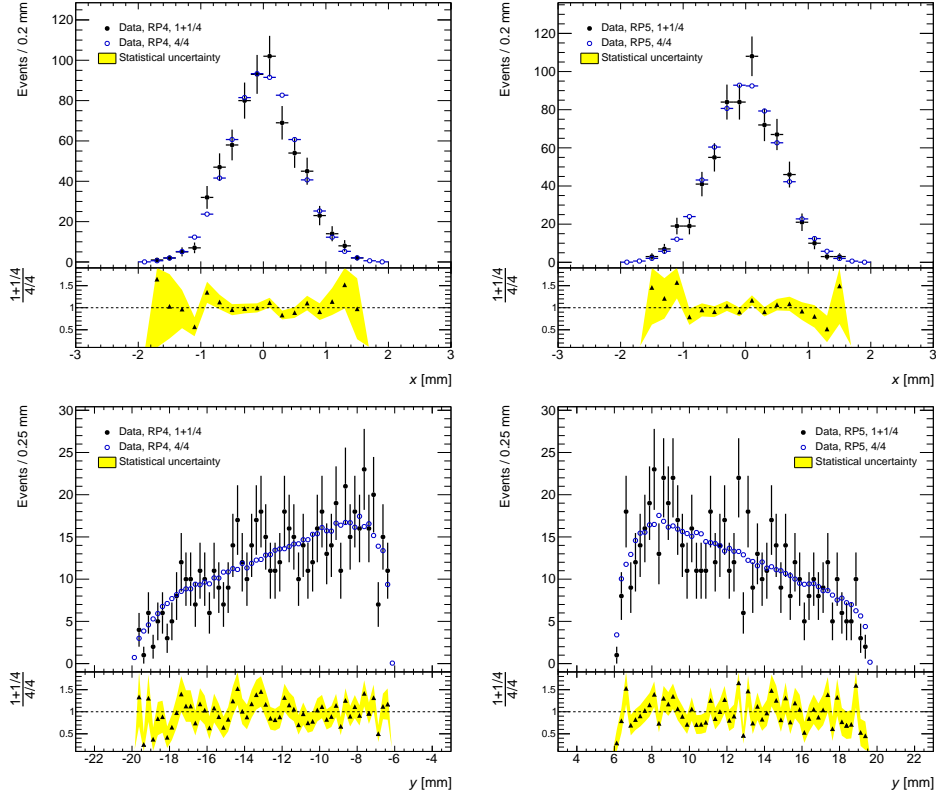 Events / 0.2 mm
120
100
80
60
40
20
0
Data, RP4, 1+1/4
Data, RP4, 4/4
Statistical uncertainty
1+1/4
4/4
1.5
1
0.5
-3 -2 -1 0 1 2 3
x [mm]
Events / 0.2 mm
120
100
80
60
40
20
0
Data, RP5, 1+1/4
Data, RP5, 4/4
Statistical uncertainty
1+1/4
4/4
1.5
1
0.5
-3 -2 -1 0 1 2 3
x [mm]
Events / 0.25 mm
30
25
20
15
10
5
0
Data, RP4, 1+1/4
Data, RP4, 4/4
Statistical uncertainty
1+1/4
4/4
1.5
1
0.5
-22 -20 -18 -16 -14 -12 -10 -8 -6 -4
y [mm]
Events / 0.25 mm
30
25
20
15
10
5
0
Data, RP5, 1+1/4
Data, RP5, 4/4
Statistical uncertainty
1+1/4
4/4
1.5
1
0.5
4 6 8 10 12 14 16 18 20 22
y [mm]